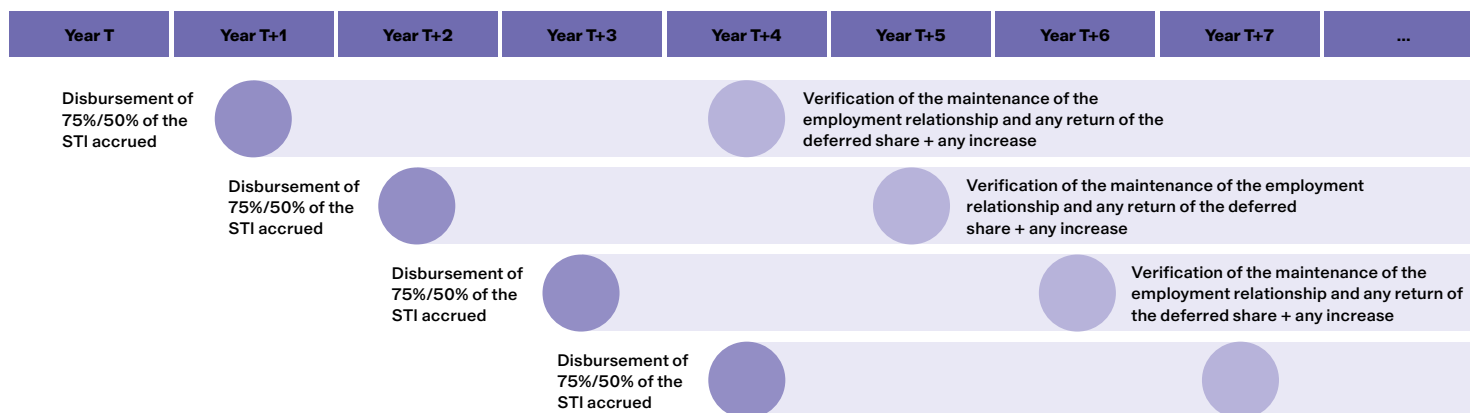 Year T
Year T+1
Year T+2
Year T+3
Year T+4
Year T+5
Year T+6
Year T+7
...
Disbursement of
75%/50% of the
STI accrued
Verification of the maintenance of the
employment relationship and any return of the
deferred share + any increase
Disbursement of
75%/50% of the
STI accrued
Verification of the maintenance of the employment
relationship and any return of the deferred
share + any increase
Disbursement of
75%/50% of the
STI accrued
Verification of the maintenance of the
employment relationship and any return of
the deferred share + any increase
Disbursement of
75%/50% of the
STI accrued